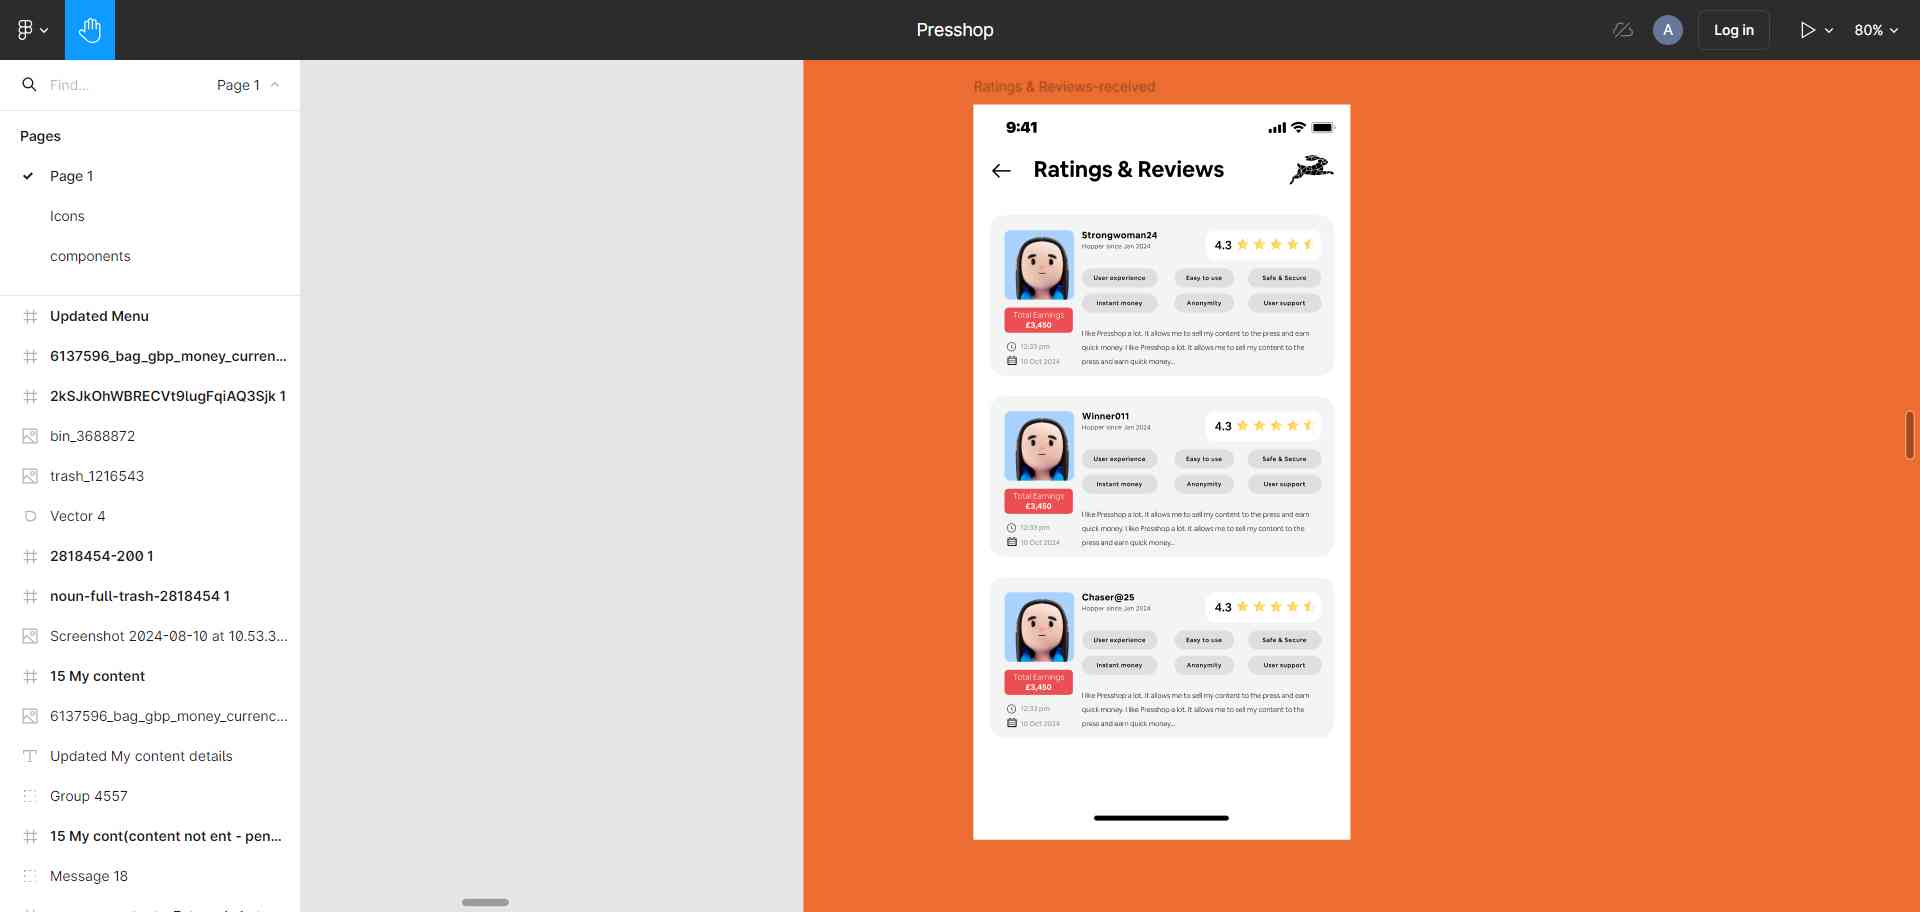 Presshop
A
Log in
80%
Find...
Page 1
Pages
Page 1
Icons
components
Updated Menu
6137596_bag_gbp_money_curren...
2kSJkOhWBRECVt9lugFqiAQ3Sjk 1
bin_3688872
trash_1216543
Vector 4
2818454-200 1
noun-full-trash-2818454 1
Screenshot 2024-08-10 at 10.53.3...
15 My content
6137596_bag_gbp_money_currenc...
Updated My content details
Group 4557
15 My cont(content not ent - pen...
Message 18
Ratings & Reviews-received
9:41
Ratings & Reviews
Strongwoman24
Hopper since Jan 2024
4.3
User experience
Easy to use
Safe & Secure
Instant money
Anonymity
User support
Total Earnings
£3,450
12:33 pm
10 Oct 2024
I like Presshop a lot. It allows me to sell my content to the press and earn
quick money. I like Presshop a lot. It allows me to sell my content to the
press and earn quick money...
Winner011
Hopper since Jan 2024
4.3
User experience
Easy to use
Safe & Secure
Instant money
Anonymity
User support
Total Earnings
£3,450
12:33 pm
10 Oct 2024
I like Presshop a lot. It allows me to sell my content to the press and earn
quick money. I like Presshop a lot. It allows me to sell my content to the
press and earn quick money...
Chaser@25
Hopper since Jan 2024
4.3
User experience
Easy to use
Safe & Secure
Instant money
Anonymity
User support
Total Earnings
£3,450
12:33 pm
10 Oct 2024
I like Presshop a lot. It allows me to sell my content to the press and earn
quick money. I like Presshop a lot. It allows me to sell my content to the
press and earn quick money...